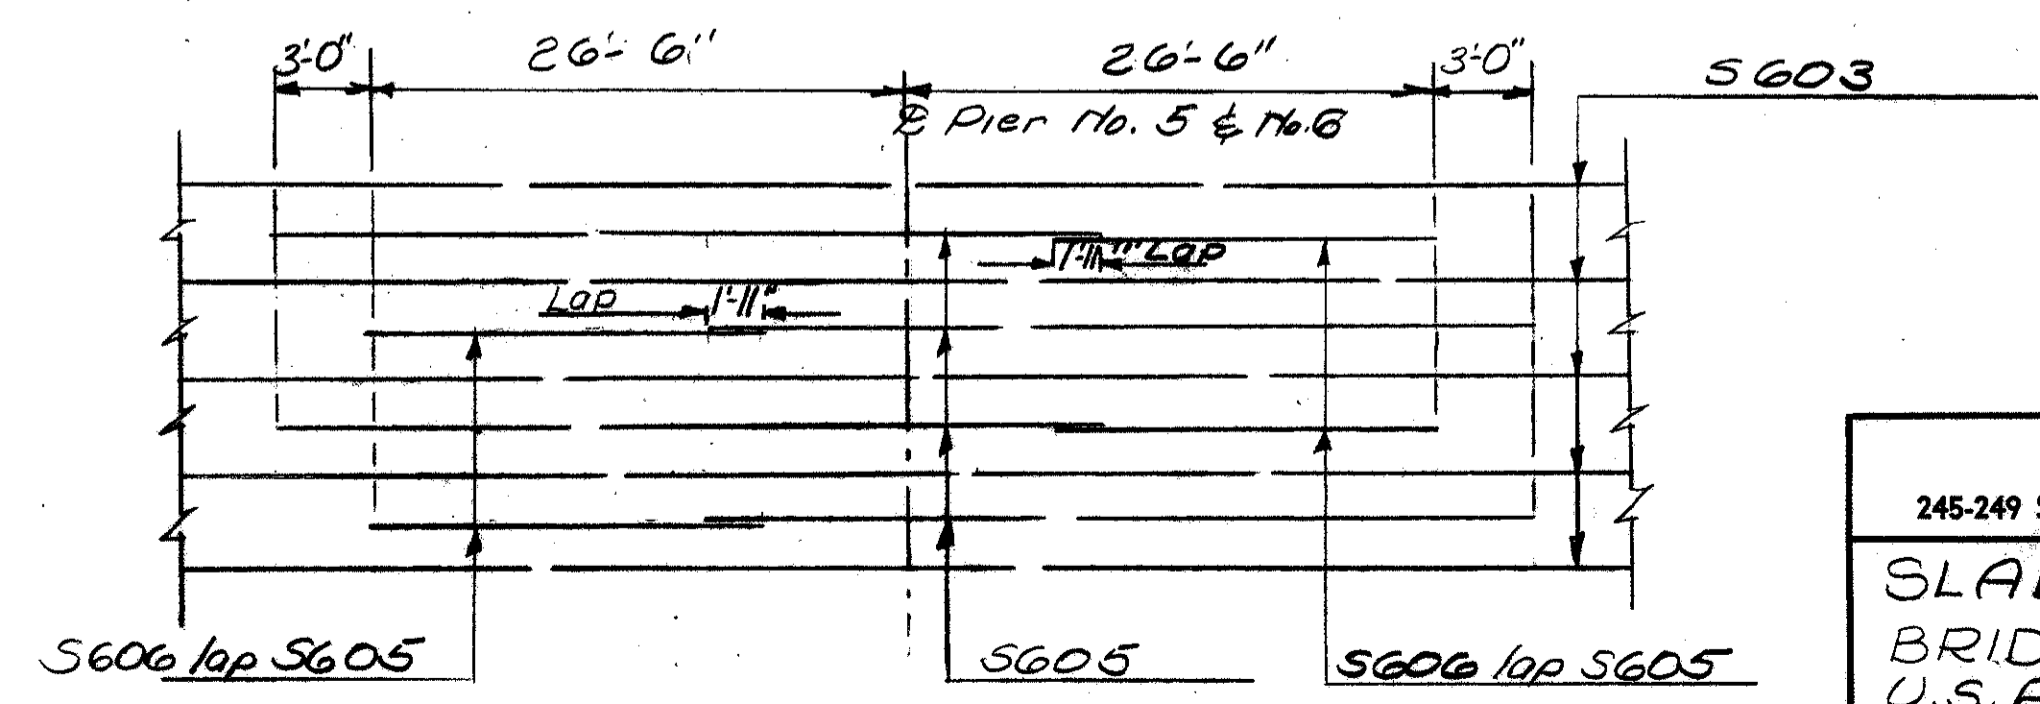 3'-0" 26'-6" 26'-6" 3'-0" S603
℄ Pier No. 5 & No. 6
1'-11" Lap
Lap 1'-11"
245-249
SLA
S606 lap S605 S605 S606 lap S605 BRID
U.S.